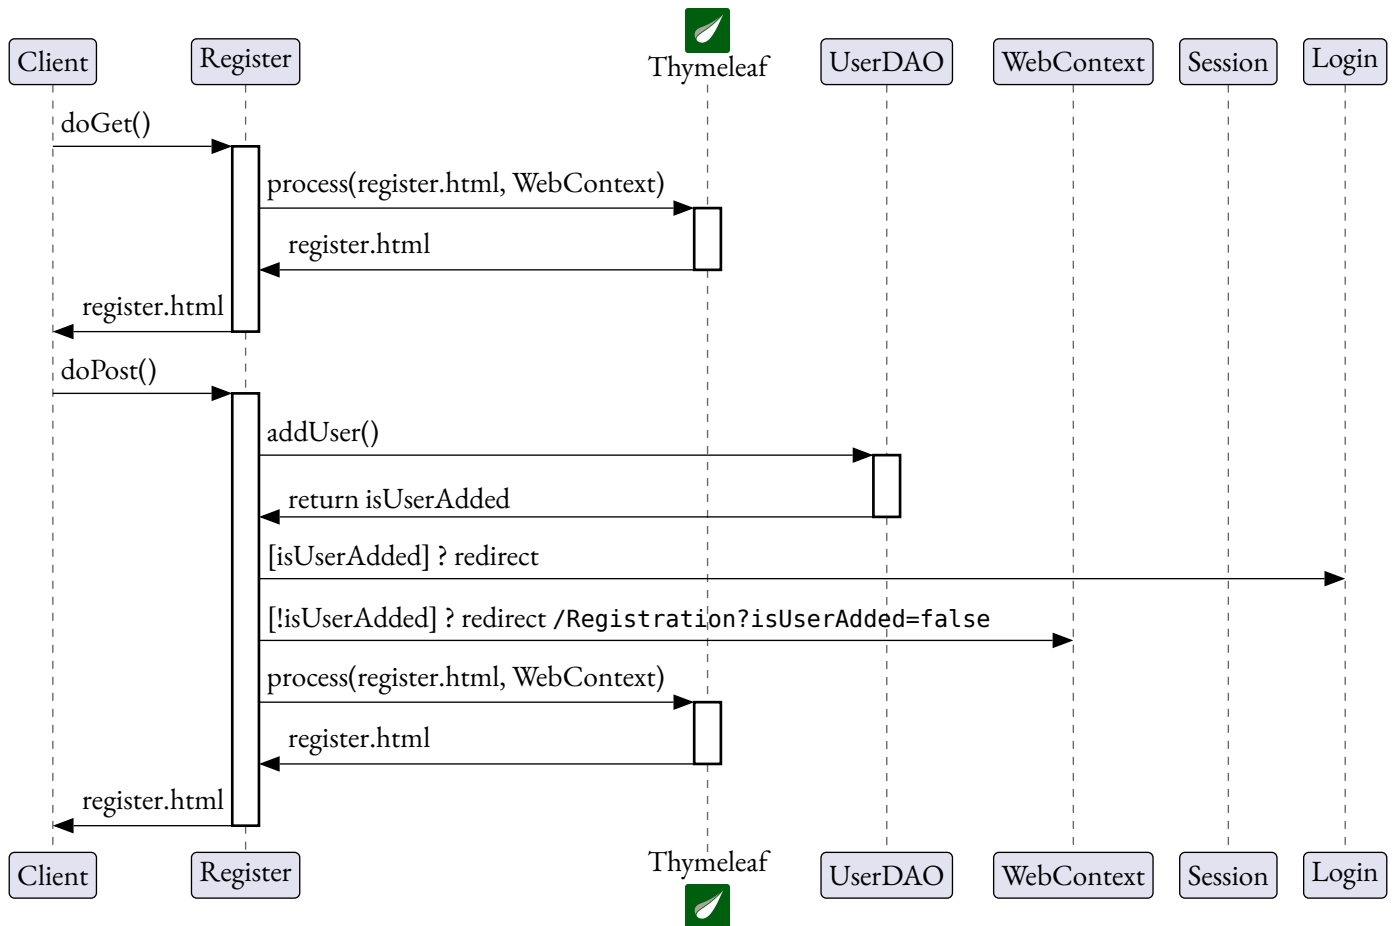 Client
Register
Thymeleaf
UserDAO
WebContext
Session
Login
doGet()
process(register.html, WebContext)
register.html
register.html
doPost()
addUser()
return isUserAdded
[isUserAdded] ? redirect
[!isUserAdded] ? redirect /Registration?isUserAdded=false
process(register.html, WebContext)
register.html
register.html
Client
Register
Thymeleaf
UserDAO
WebContext
Session
Login